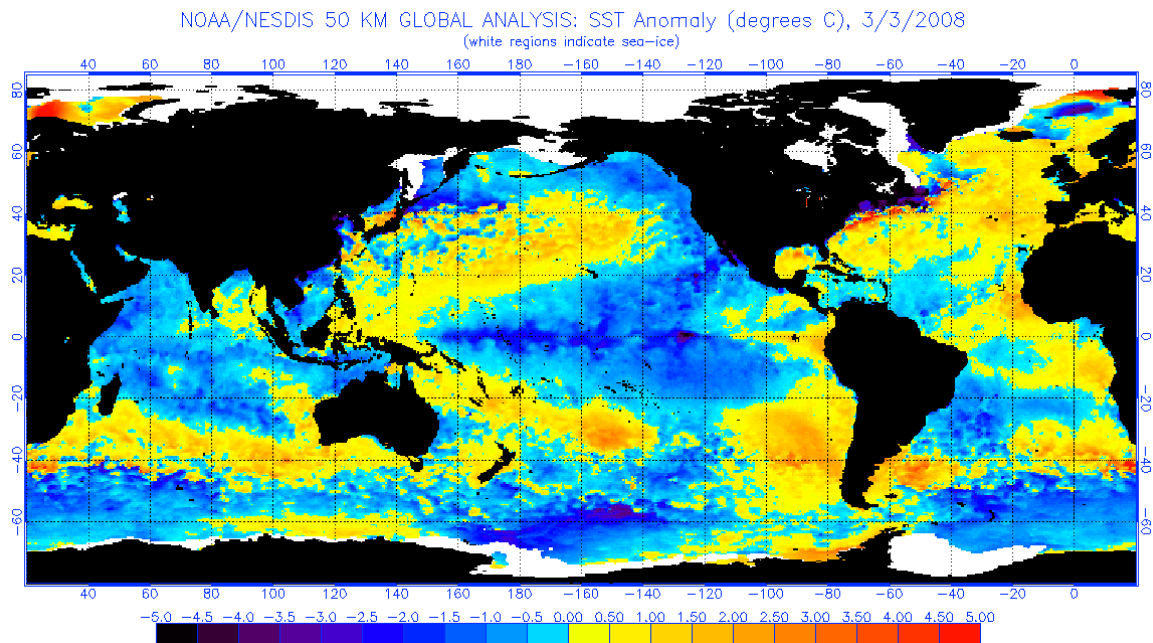 NOAA/NESDIS 50 KM GLOBAL ANALYSIS: SST Anomaly (degrees C), 3/3/2008
(white regions indicate sea-ice)
40 60 80 100 120 140 160 180 -160 -140 -120 -100 -80 -60 -40 -20 0
80 80
60 60
40 40
20 20
0 0
-20 -20
-40 -40
-60 -60
40 60 80 100 120 140 160 180 -160 -140 -120 -100 -80 -60 -40 -20 0
-5.0 -4.5 -4.0 -3.5 -3.0 -2.5 -2.0 -1.5 -1.0 -0.5 0.00 0.50 1.00 1.50 2.00 2.50 3.00 3.50 4.00 4.50 5.00